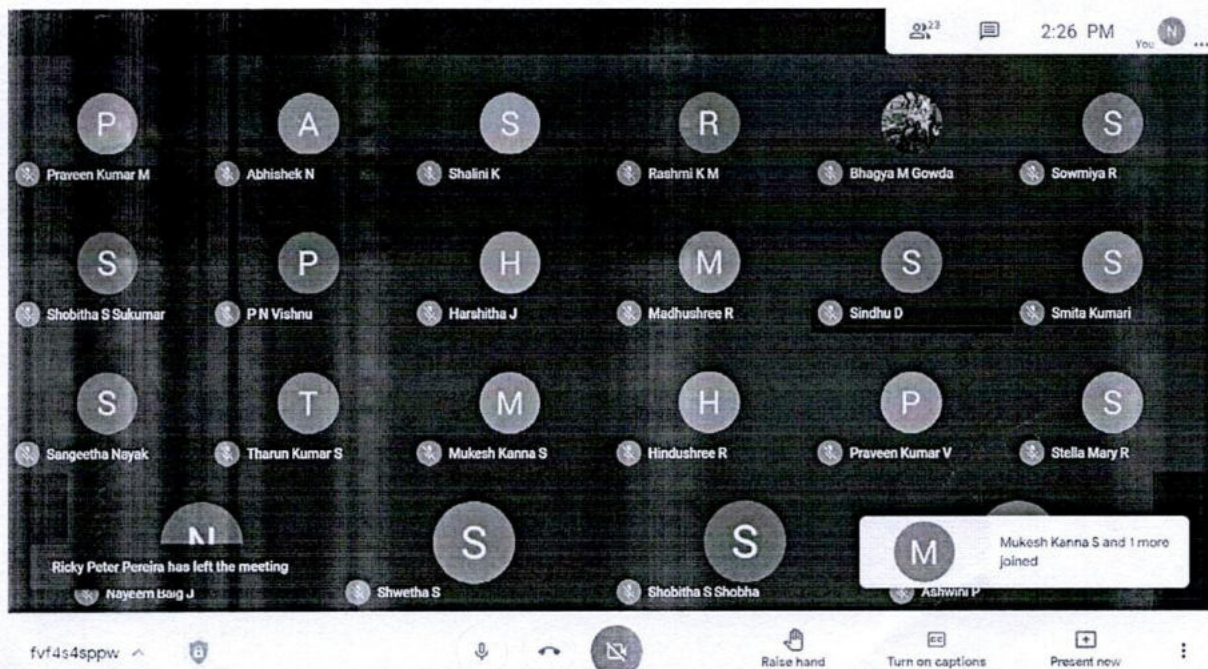 23 2:26 PM You N
P A S R S
Praveen Kumar M Abhishek N Shalini K Rashmi K M Bhagya M Gowda Sowmiya R
S P H M S S
Shobitha S Sukumar P N Vishnu Harshitha J Madhushree R Sindhu D Smita Kumari
S T M H P S
Sangeetha Nayak Tharun Kumar S Mukesh Kanna S Hindushree R Praveen Kumar V Stella Mary R
N S S M Mukesh Kanna S and 1 more
joined
Ricky Peter Pereira has left the meeting
Nayeem Baig J Shwetha S Shobitha S Shobha Ashwini P
fvf4s4sppw Raise hand CC Turn on captions Present now